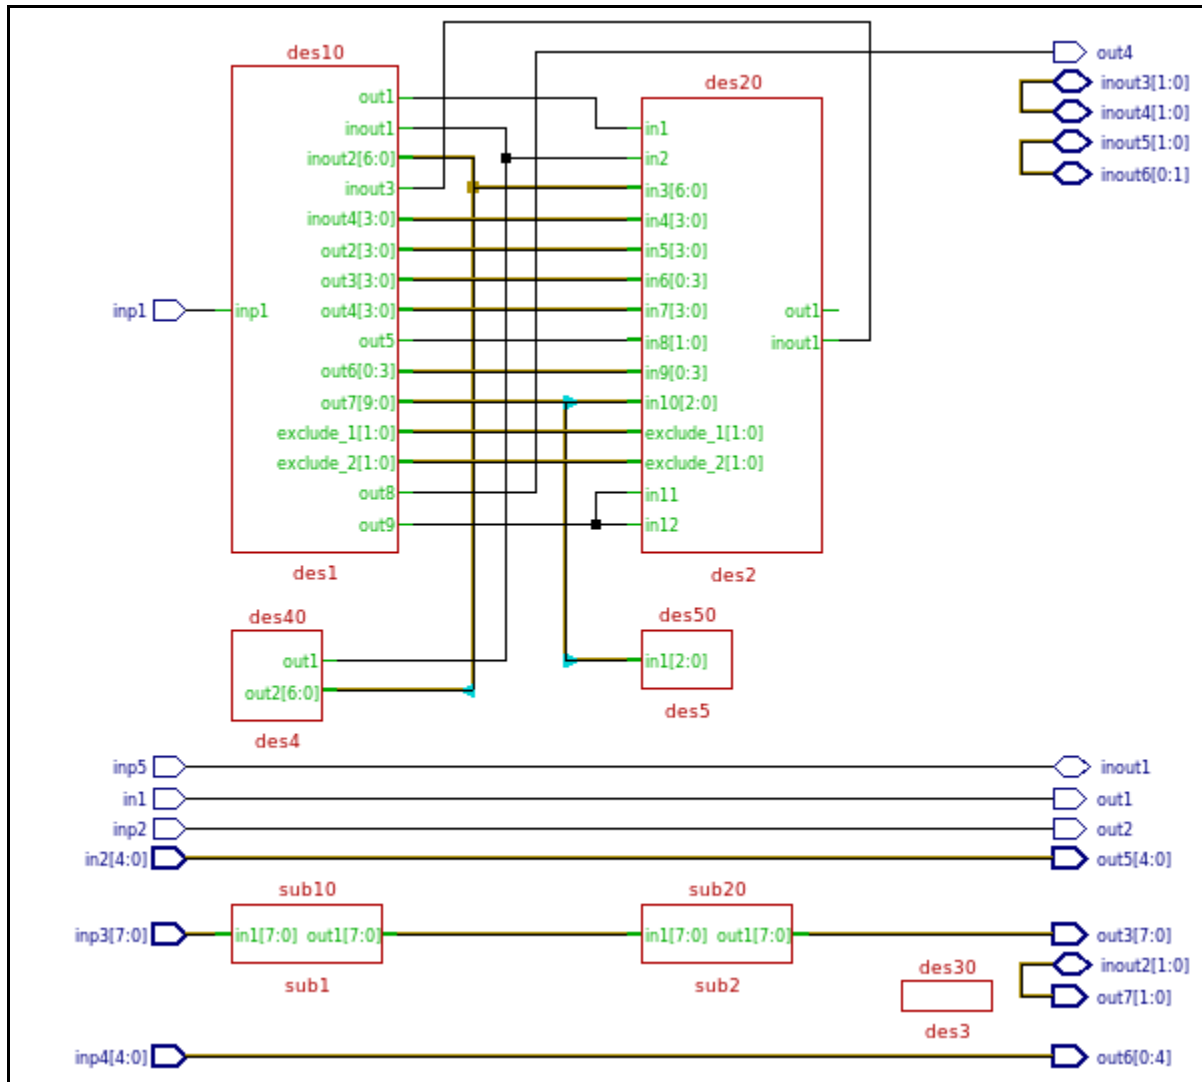 des10
out4
des20
inout3[1:0]
out1
inout4[1:0]
inout1
in1
inout5[1:0]
inout2[6:0]
in2
inout6[0:1]
inout3
in3[6:0]
inout4[3:0]
in4[3:0]
out2[3:0]
in5[3:0]
out3[3:0]
in6[0:3]
inp1
inp1
out4[3:0]
in7[3:0]
out1
out5
in8[1:0]
inout1
out6[0:3]
in9[0:3]
out7[9:0]
in10[2:0]
exclude_1[1:0]
exclude_1[1:0]
exclude_2[1:0]
exclude_2[1:0]
out8
in11
out9
in12
des1
des2
des40
des50
out1
in1[2:0]
out2[6:0]
des4
des5
inp5
inout1
in1
out1
inp2
out2
in2[4:0]
out5[4:0]
sub10
sub20
inp3[7:0]
in1[7:0] out1[7:0]
in1[7:0] out1[7:0]
out3[7:0]
sub1
sub2
des30
inout2[1:0]
out7[1:0]
des3
inp4[4:0]
out6[0:4]